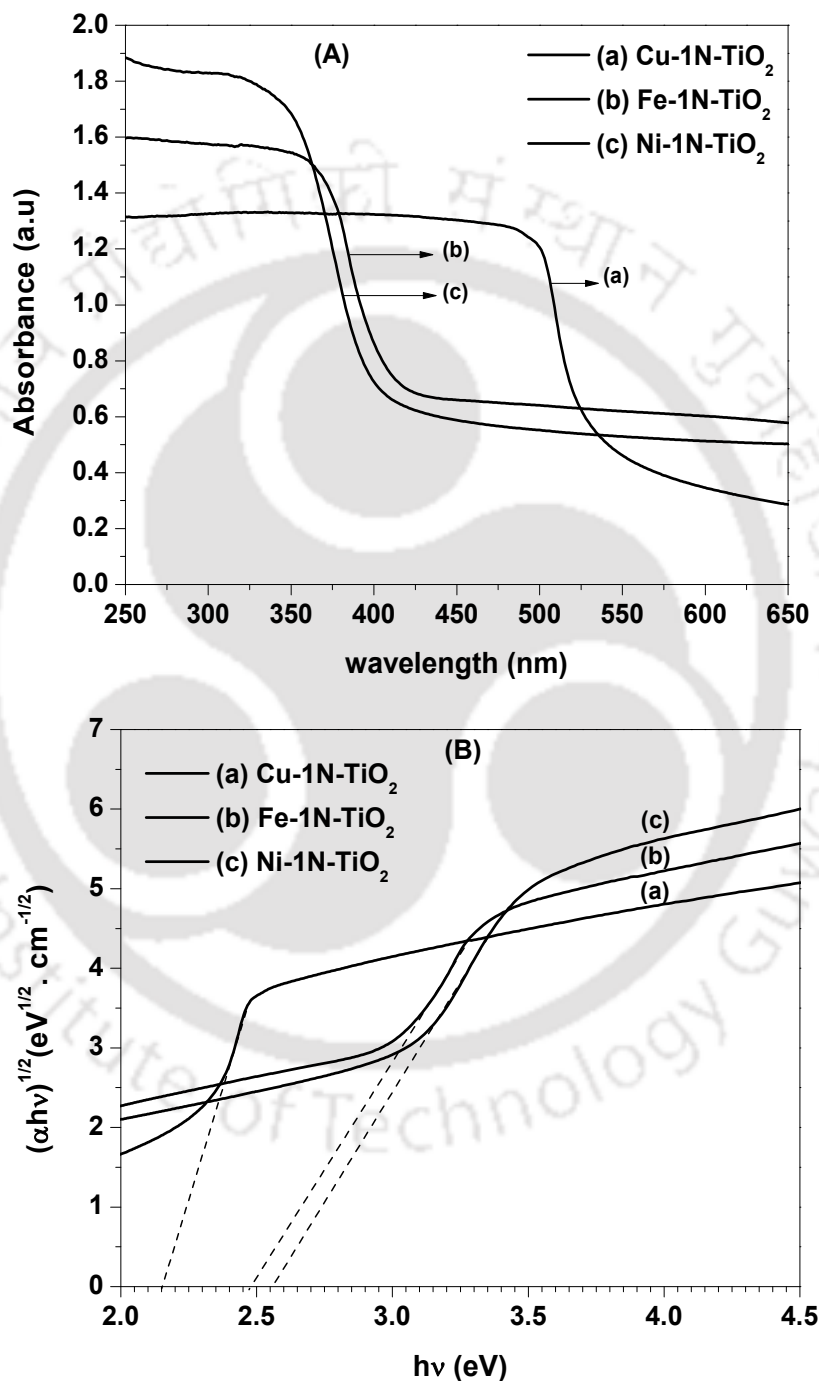 (A)
(a) Cu-1N-TiO₂
(b) Fe-1N-TiO₂
(c) Ni-1N-TiO₂
2.0
1.8
1.6
1.4
1.2
1.0
0.8
0.6
0.4
0.2
0.0
Absorbance (a.u)
(b)
(c)
(a)
250 300 350 400 450 500 550 600 650
wavelength (nm)
(B)
(a) Cu-1N-TiO₂
(b) Fe-1N-TiO₂
(c) Ni-1N-TiO₂
7
6
5
4
3
2
1
0
(αhν)^1/2 (eV^1/2 . cm^-1/2)
(c)
(b)
(a)
2.0 2.5 3.0 3.5 4.0 4.5
hν (eV)
of Technology